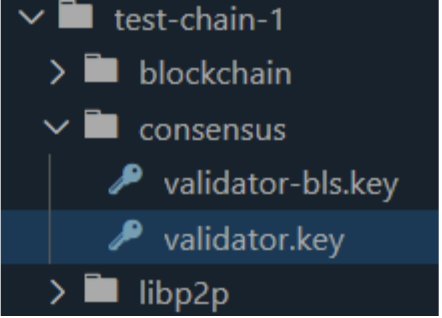 test-chain-1
blockchain
consensus
validator-bls.key
validator.key
libp2p